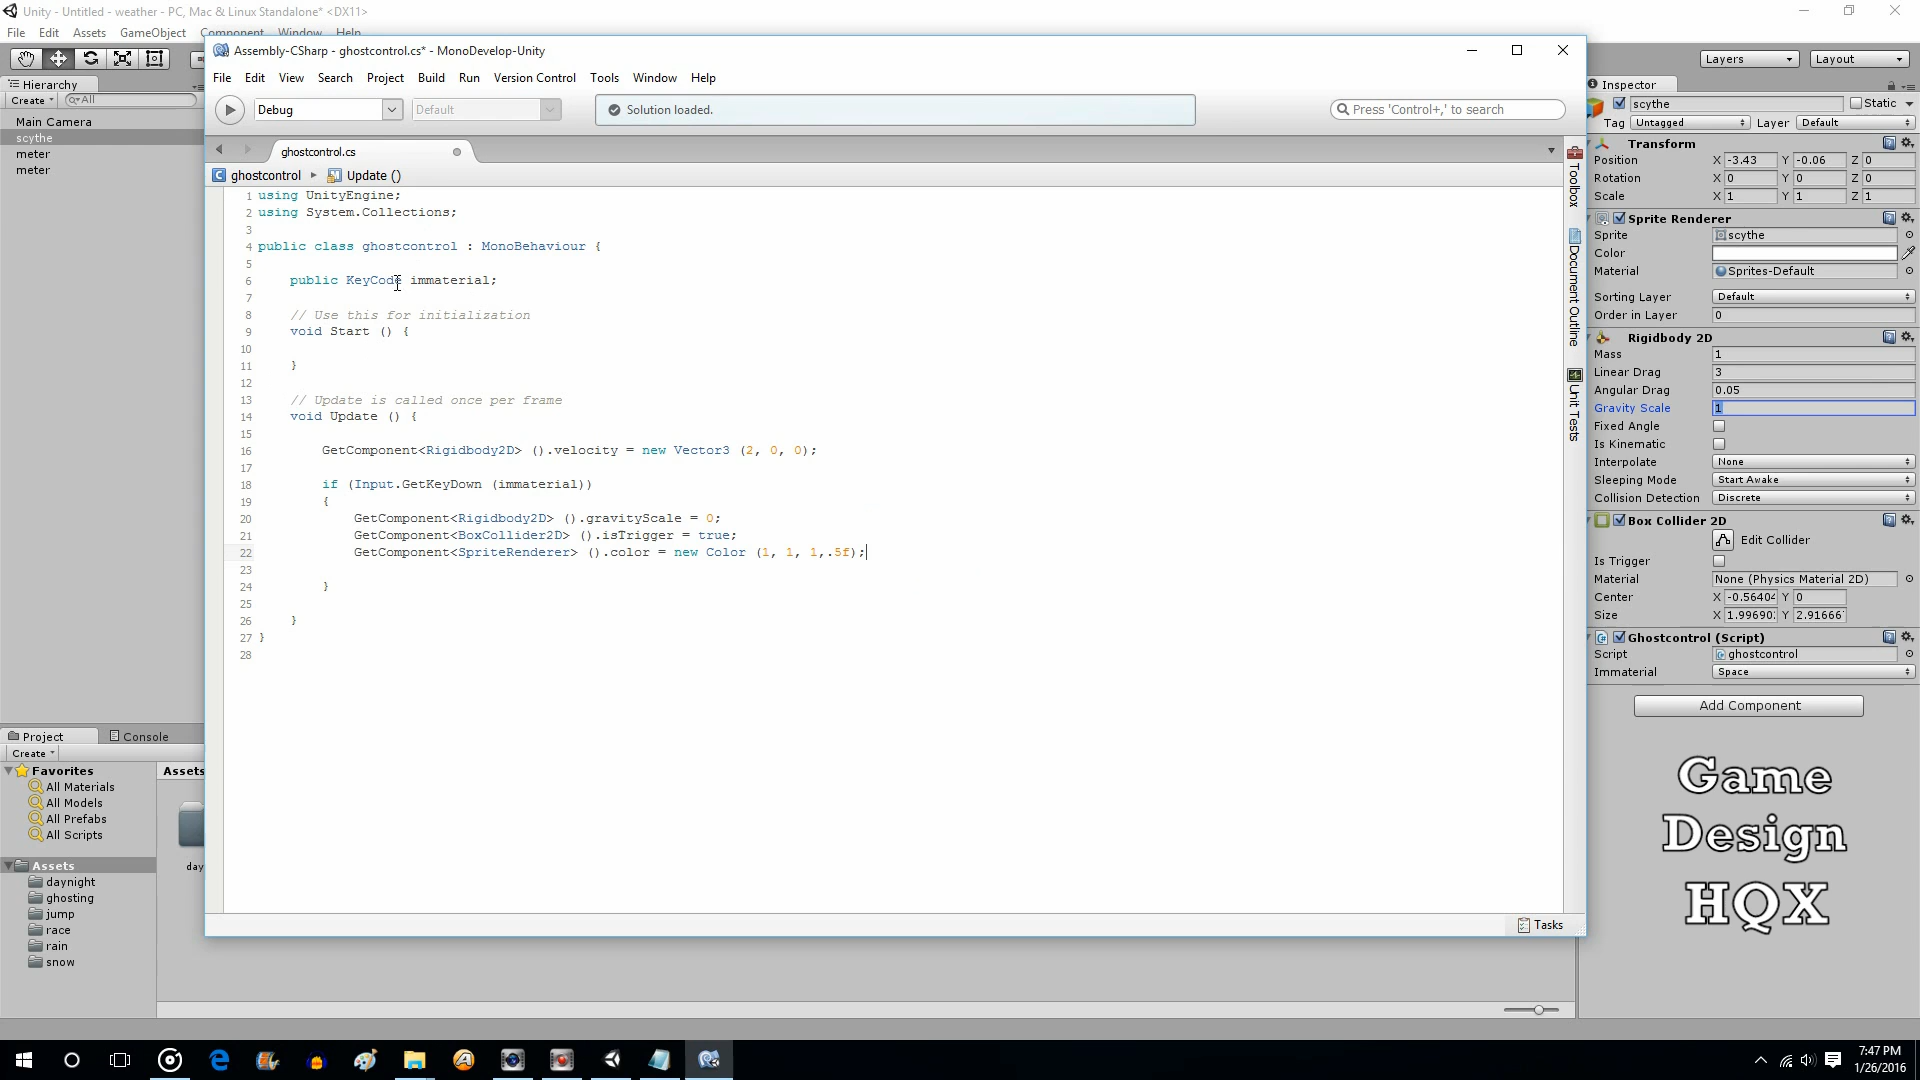 Unity - Untitled - weather - PC, Mac & Linux Standalone* <DX11>
File Edit Assets GameObject Component Window Help
Assembly-CSharp - ghostcontrol.cs* - MonoDevelop-Unity
File Edit View Search Project Build Run Version Control Tools Window Help
Debug
Default
Solution loaded.
Press 'Control+,' to search
ghostcontrol.cs
ghostcontrol Update ()
1 using UnityEngine;
2 using System.Collections;
3
4 public class ghostcontrol : MonoBehaviour {
5
6 public KeyCode immaterial;
7
8 // Use this for initialization
9 void Start () {
10
11 }
12
13 // Update is called once per frame
14 void Update () {
15
16 GetComponent<Rigidbody2D> ().velocity = new Vector3 (2, 0, 0);
17
18 if (Input.GetKeyDown (immaterial))
19 {
20 GetComponent<Rigidbody2D> ().gravityScale = 0;
21 GetComponent<BoxCollider2D> ().isTrigger = true;
22 GetComponent<SpriteRenderer> ().color = new Color (1, 1, 1,.5f);
23
24 }
25
26 }
27 }
28
Toolbox
Document Outline
Unit Tests
Tasks
Hierarchy
Create All
Main Camera
scythe
meter
meter
Project Console
Create
Favorites
All Materials
All Models
All Prefabs
All Scripts
Assets
daynight
ghosting
jump
race
rain
snow
Assets
day
Layers Layout
Inspector
scythe Static
Tag Untagged Layer Default
Transform
Position X -3.43 Y -0.06 Z 0
Rotation X 0 Y 0 Z 0
Scale X 1 Y 1 Z 1
Sprite Renderer
Sprite scythe
Color
Material Sprites-Default
Sorting Layer Default
Order in Layer 0
Rigidbody 2D
Mass 1
Linear Drag 3
Angular Drag 0.05
Gravity Scale 1
Fixed Angle
Is Kinematic
Interpolate None
Sleeping Mode Start Awake
Collision Detection Discrete
Box Collider 2D
Edit Collider
Is Trigger
Material None (Physics Material 2D)
Center X -0.5640 Y 0
Size X 1.99690 Y 2.91666
Ghostcontrol (Script)
Script ghostcontrol
Immaterial Space
Add Component
Game
Design
HQX
7:47 PM
1/26/2016